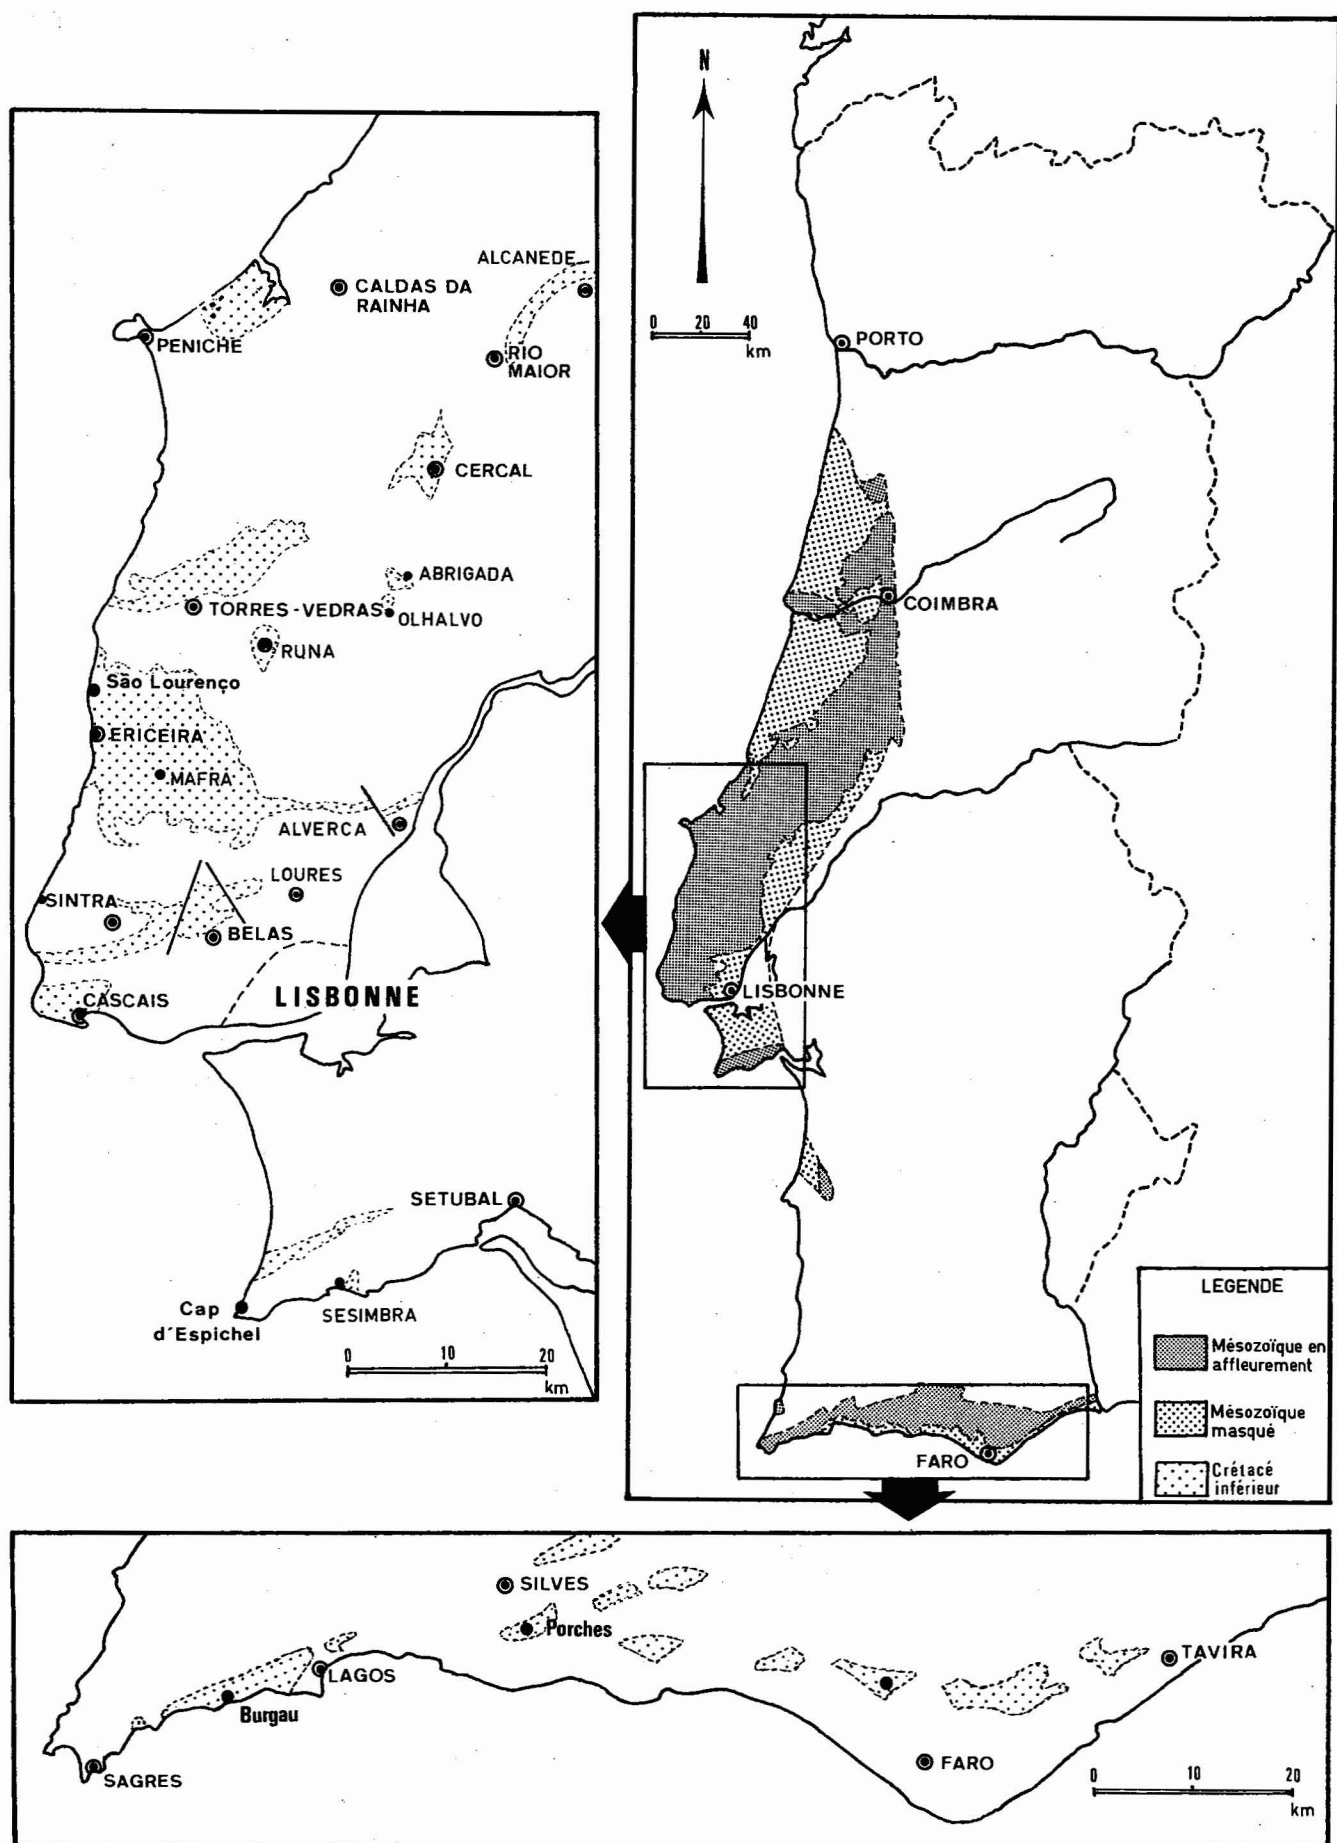 ALCANEDE
CALDAS DA
RAINHA
PENICHE
RIO
MAIOR
CERCAL
ABRIGADA
TORRES-VEDRAS
OLHALVO
RUNA
São Lourenço
ERICEIRA
MAFRA
ALVERCA
LOURES
SINTRA
BELAS
CASCAIS
LISBONNE
SETUBAL
Cap
d'Espichel
SESIMBRA
0 10 20
km
N
0 20 40
km
PORTO
COIMBRA
LISBONNE
FARO
LEGENDE
Mésozoïque en
affleurement
Mésozoïque
masqué
Crétacé
inférieur
SILVES
Porches
LAGOS
Burgau
SAGRES
TAVIRA
FARO
0 10 20
km